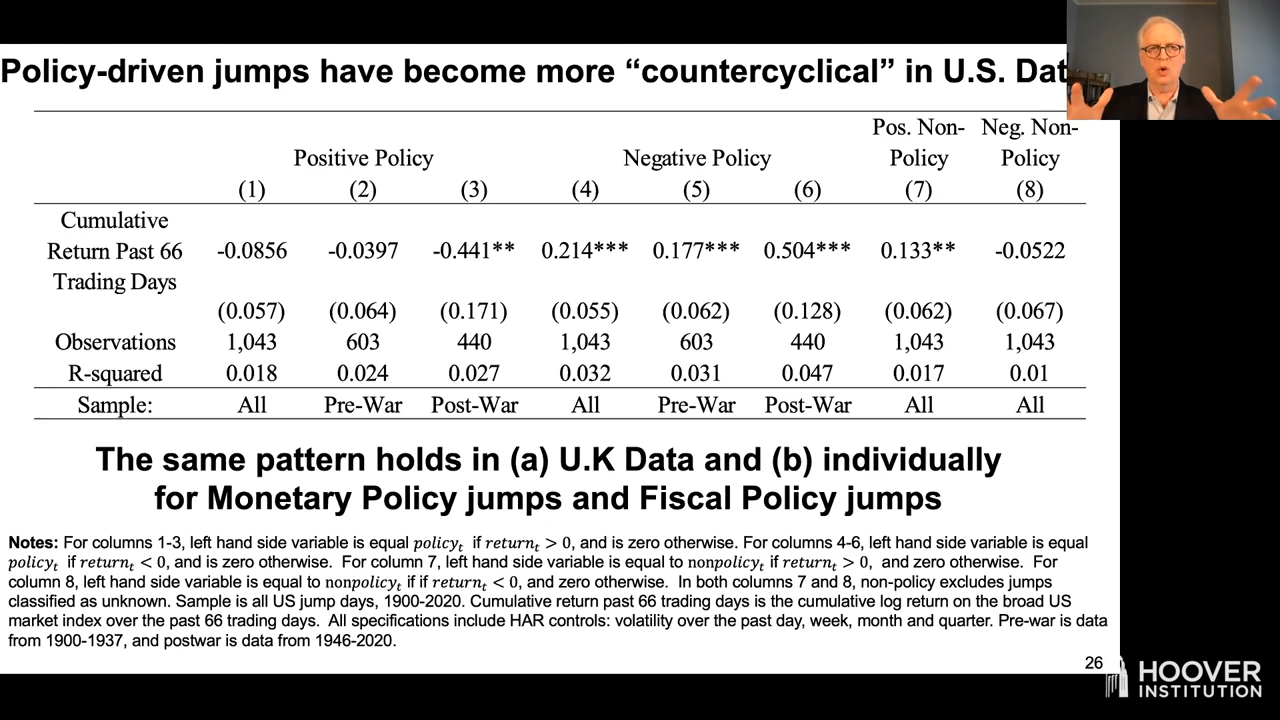 Policy-driven jumps have become more “countercyclical” in U.S. Dat
Pos. Non- Neg. Non-
Positive Policy Negative Policy Policy Policy
(1) (2) (3) (4) (5) (6) (7) (8)
Cumulative
Return Past 66 -0.0856 -0.0397 -0.441** 0.214*** 0.177*** 0.504*** 0.133** -0.0522
Trading Days
(0.057) (0.064) (0.171) (0.055) (0.062) (0.128) (0.062) (0.067)
Observations 1,043 603 440 1,043 603 440 1,043 1,043
R-squared 0.018 0.024 0.027 0.032 0.031 0.047 0.017 0.01
Sample: All Pre-War Post-War All Pre-War Post-War All All
The same pattern holds in (a) U.K Data and (b) individually
for Monetary Policy jumps and Fiscal Policy jumps
Notes: For columns 1-3, left hand side variable is equal policyₜ if returnₜ > 0, and is zero otherwise. For columns 4-6, left hand side variable is equal
policyₜ if returnₜ < 0, and is zero otherwise. For column 7, left hand side variable is equal to nonpolicyₜ if returnₜ > 0, and zero otherwise. For
column 8, left hand side variable is equal to nonpolicyₜ if if returnₜ < 0, and zero otherwise. In both columns 7 and 8, non-policy excludes jumps
classified as unknown. Sample is all US jump days, 1900-2020. Cumulative return past 66 trading days is the cumulative log return on the broad US
market index over the past 66 trading days. All specifications include HAR controls: volatility over the past day, week, month and quarter. Pre-war is data
from 1900-1937, and postwar is data from 1946-2020.
26
HOOVER
INSTITUTION